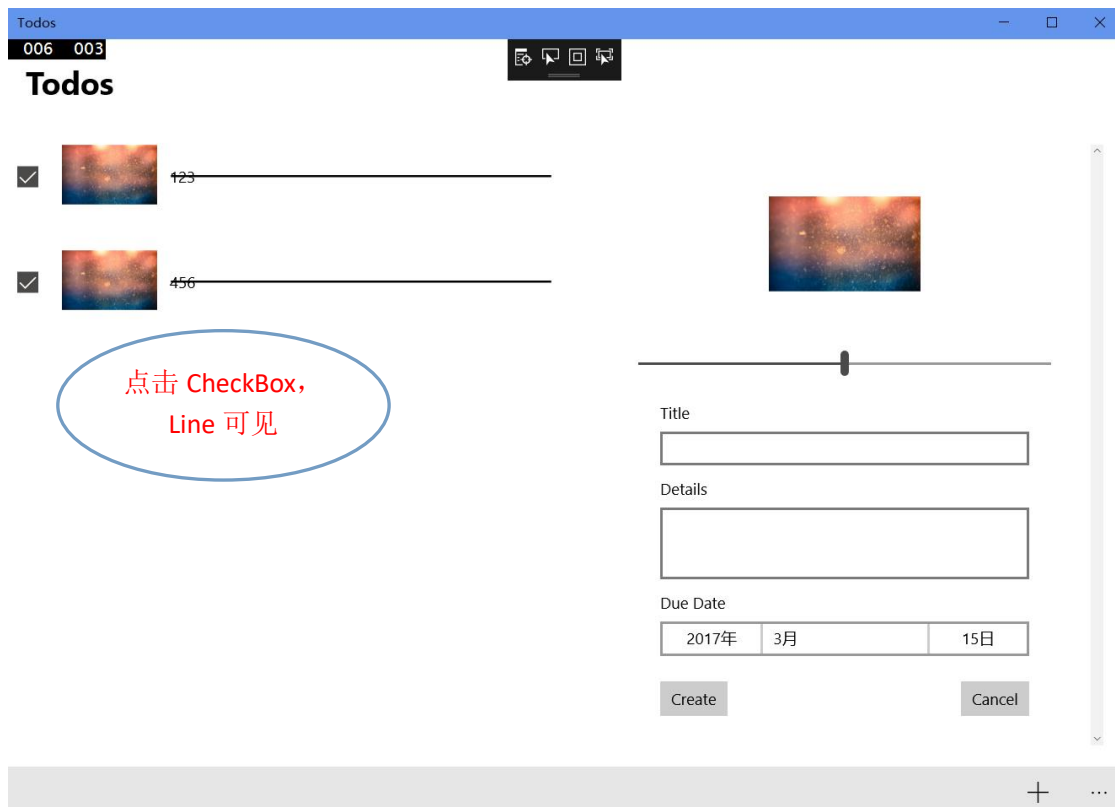 Todos
006 003
Todos
123
456
点击 CheckBox，
Line 可见
Title
Details
Due Date
2017年 3月 15日
Create Cancel